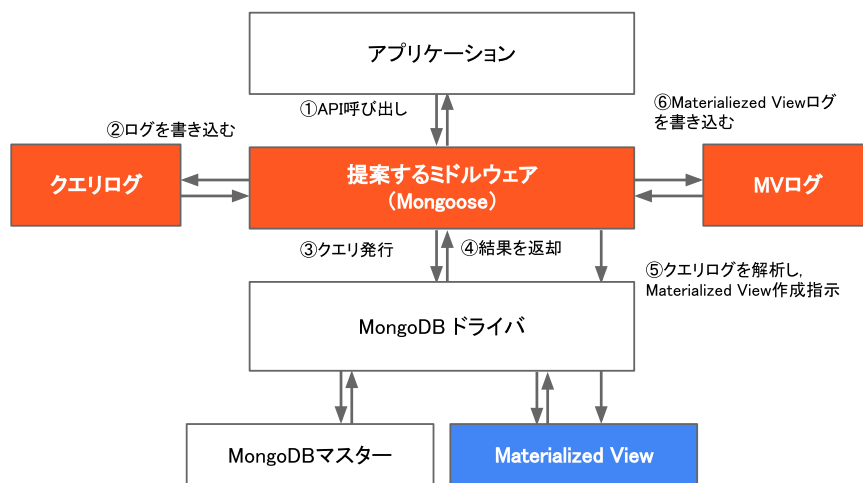 アプリケーション
①API呼び出し
⑥Materialiezed Viewログ
を書き込む
②ログを書き込む
クエリログ
提案するミドルウェア
（Mongoose）
MVログ
③クエリ発行
④結果を返却
⑤クエリログを解析し,
Materialized View作成指示
MongoDB ドライバ
MongoDBマスター
Materialized View